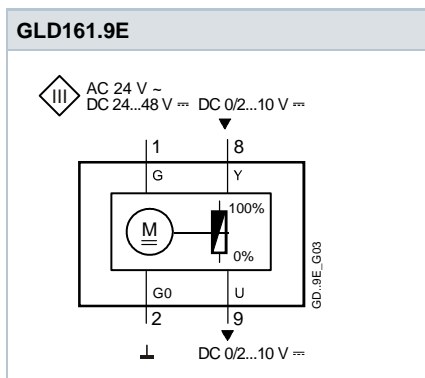 GLD161.9E
III
AC 24 V ~
DC 24...48 V ⎓ DC 0/2...10 V ⎓
1 8
G Y
100%
M
0%
G0 U
2 9
DC 0/2...10 V ⎓
GD..9E_G03